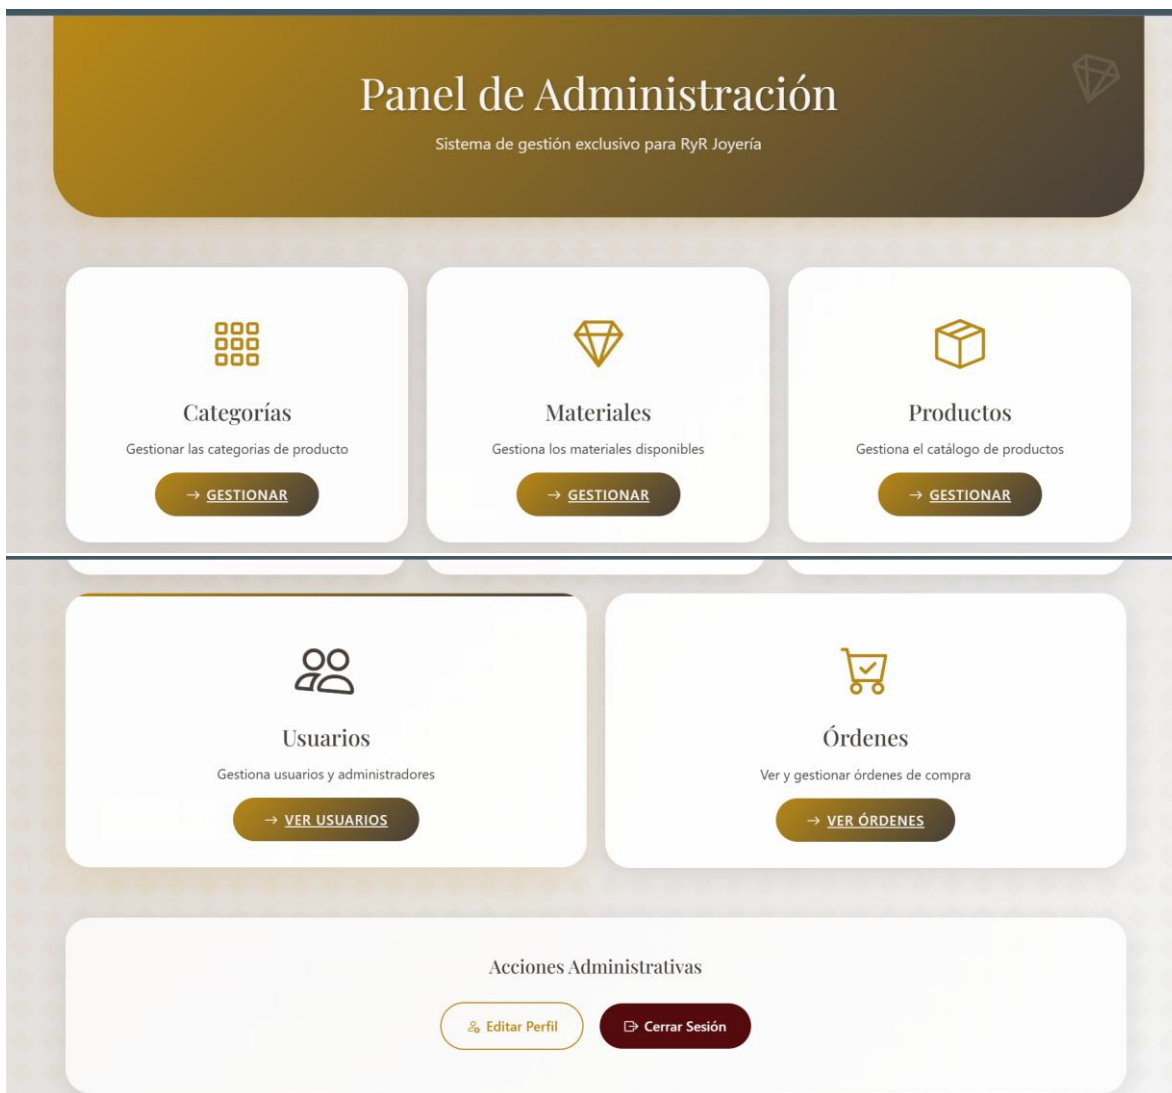 Panel de Administración
Sistema de gestión exclusivo para RyR Joyería
Categorías
Gestionar las categorias de producto
→ GESTIONAR
Materiales
Gestiona los materiales disponibles
→ GESTIONAR
Productos
Gestiona el catálogo de productos
→ GESTIONAR
Usuarios
Gestiona usuarios y administradores
→ VER USUARIOS
Órdenes
Ver y gestionar órdenes de compra
→ VER ÓRDENES
Acciones Administrativas
Editar Perfil
Cerrar Sesión